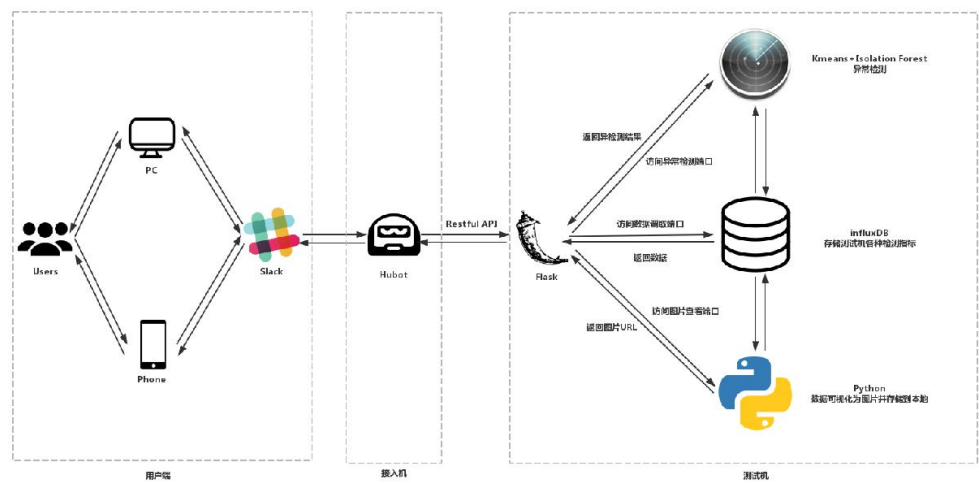 Kmeans+Isolation Forest
异常检测
返回异检测结果
访问异常检测端口
PC
Users
Slack
Hubot
Restful API
Flask
访问数据调取端口
返回数据
influxDB
存储测试机各种检测指标
访问图片查看端口
返回图片URL
Phone
Python
数据可视化为图片并存储到本地
用户端
接入机
测试机